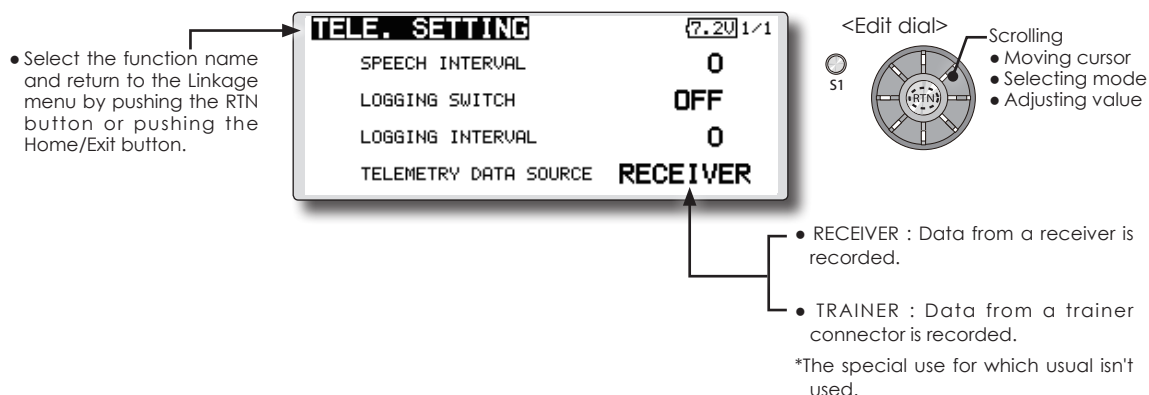 ● Select the function name
and return to the Linkage
menu by pushing the RTN
button or pushing the
Home/Exit button.
TELE. SETTING 7.2V 1/1
SPEECH INTERVAL 0
LOGGING SWITCH OFF
LOGGING INTERVAL 0
TELEMETRY DATA SOURCE RECEIVER
<Edit dial>
S1
RTN
Scrolling
● Moving cursor
● Selecting mode
● Adjusting value
● RECEIVER : Data from a receiver is
recorded.
● TRAINER : Data from a trainer
connector is recorded.
*The special use for which usual isn't
used.